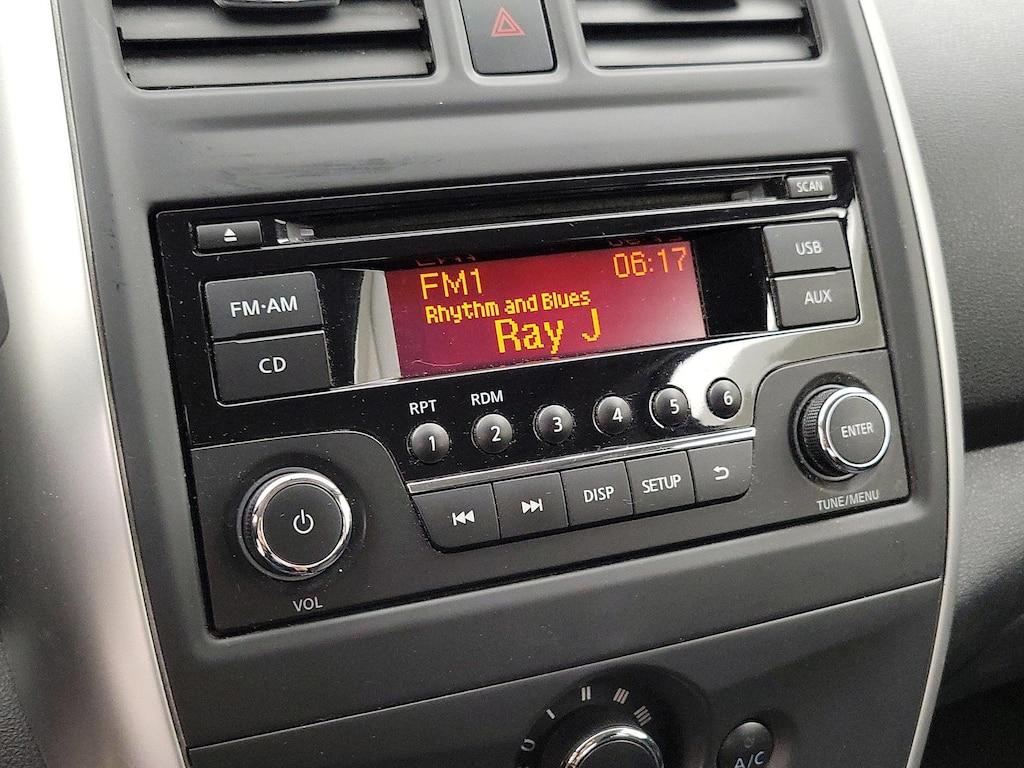 SCAN
FM1 06:17
Rhythm and Blues
Ray J
FM·AM
CD
USB
AUX
RPT RDM
1 2 3 4 5 6
DISP SETUP
ENTER
TUNE/MENU
VOL
A/C